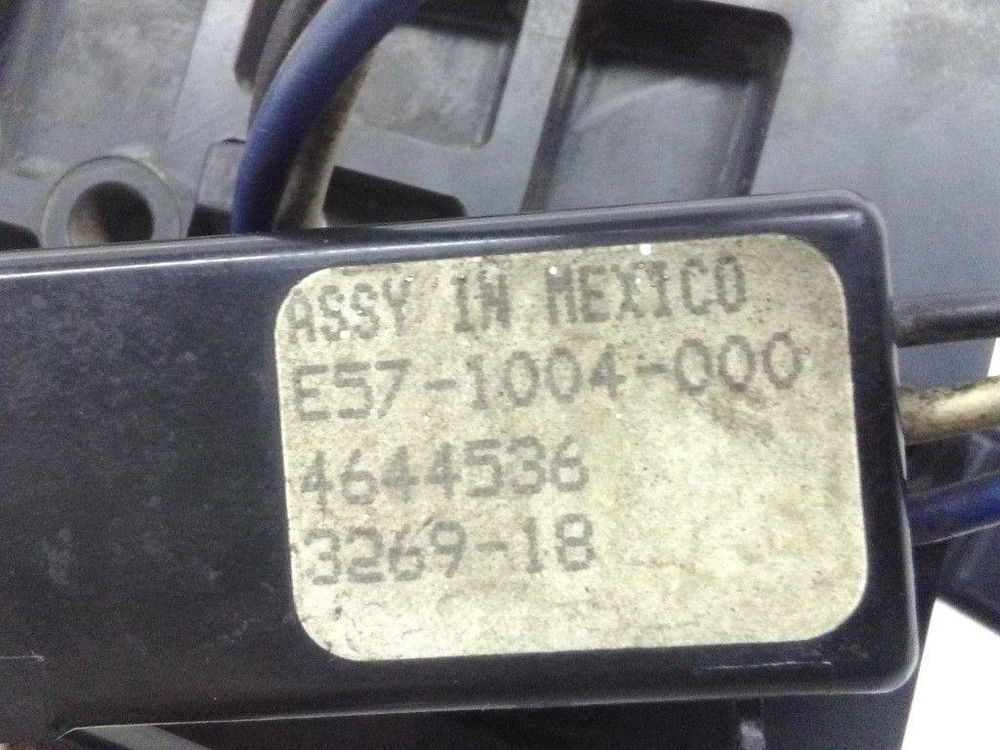 ASSY IN MEXICO
E57-1004-000
4644536
3269-18